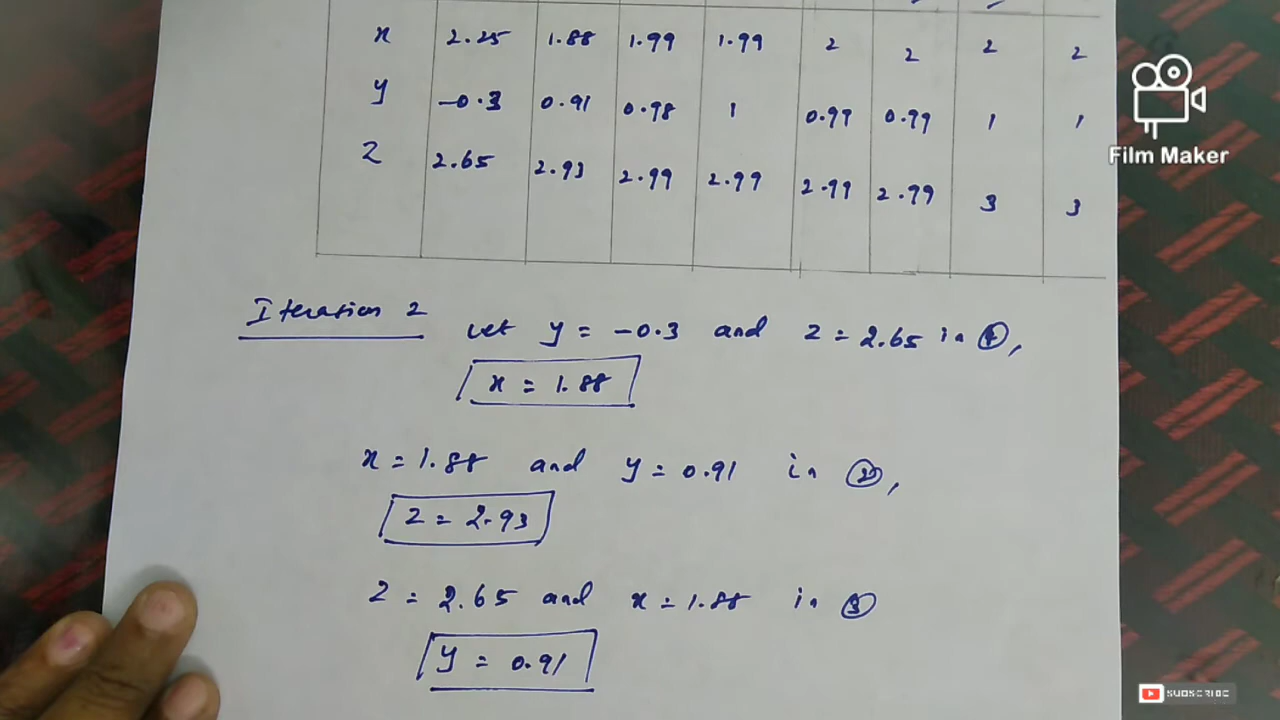 x 2.25 1.88 1.99 1.99 2 2 2 2
y -0.3 0.91 0.98 1 0.99 0.99 1 1
Z 2.65 2.93 2.99 2.99 2.99 2.99 3 3
Film Maker
Iteration 2
Let y = -0.3 and Z = 2.65 in ①,
x = 1.88
x = 1.88 and y = 0.91 in ②,
Z = 2.93
Z = 2.65 and x = 1.88 in ③
y = 0.91
SUBSCRIBE